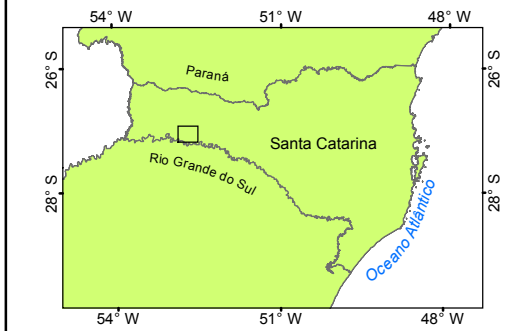 54° W 51° W 48° W
26° S 26° S
Paraná
Santa Catarina
Rio Grande do Sul
28° S 28° S
Oceano Atlântico
54° W 51° W 48° W